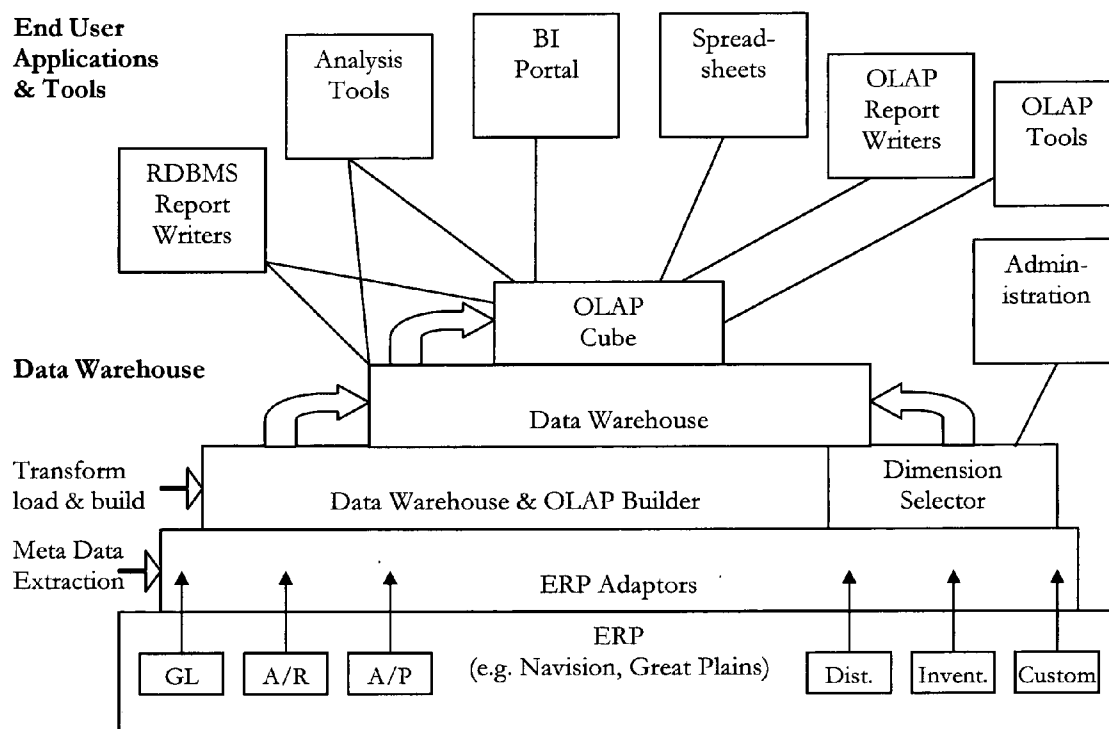 End User
Applications
& Tools
Analysis
Tools
BI
Portal
Spread-
sheets
OLAP
Report
Writers
OLAP
Tools
RDBMS
Report
Writers
Admin-
istration
OLAP
Cube
Data Warehouse
Data Warehouse
Transform
load & build
Data Warehouse & OLAP Builder
Dimension
Selector
Meta Data
Extraction
ERP Adaptors
ERP
(e.g. Navision, Great Plains)
GL
A/R
A/P
Dist.
Invent.
Custom